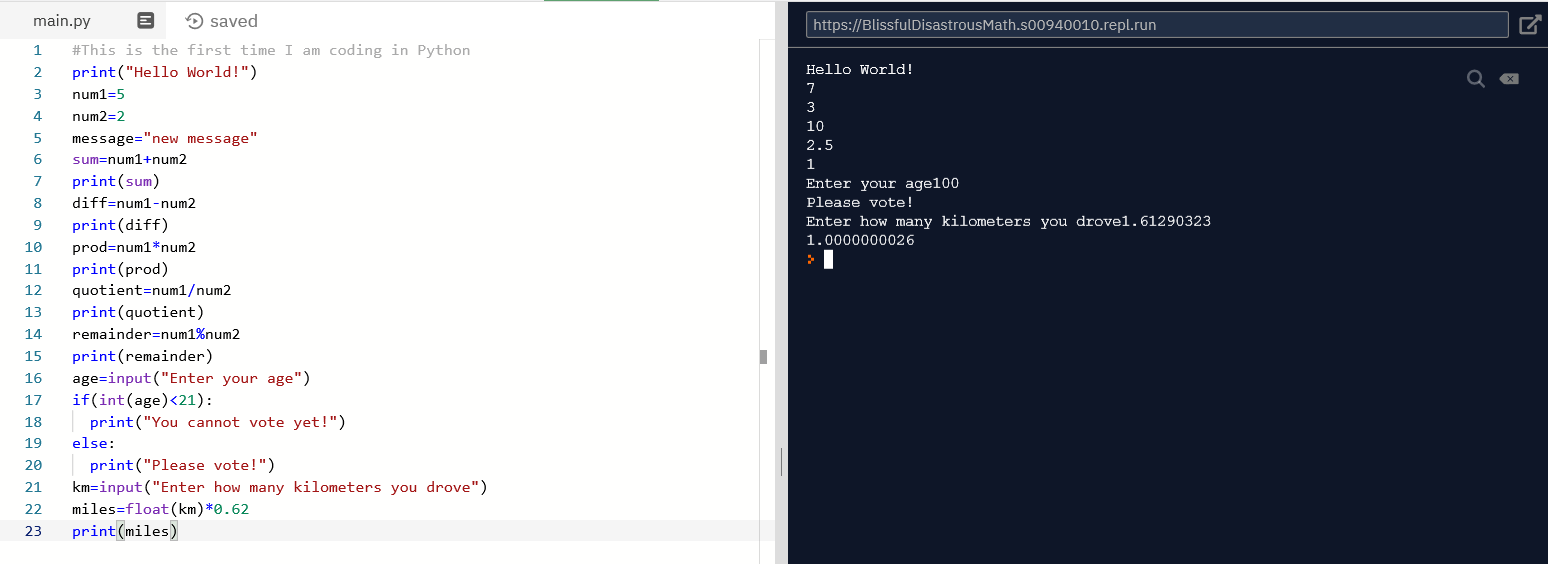 main.py
saved
1 #This is the first time I am coding in Python
2 print("Hello World!")
3 num1=5
4 num2=2
5 message="new message"
6 sum=num1+num2
7 print(sum)
8 diff=num1-num2
9 print(diff)
10 prod=num1*num2
11 print(prod)
12 quotient=num1/num2
13 print(quotient)
14 remainder=num1%num2
15 print(remainder)
16 age=input("Enter your age")
17 if(int(age)<21):
18   print("You cannot vote yet!")
19 else:
20   print("Please vote!")
21 km=input("Enter how many kilometers you drove")
22 miles=float(km)*0.62
23 print(miles)
https://BlissfulDisastrousMath.s00940010.repl.run
Hello World!
7
3
10
2.5
1
Enter your age100
Please vote!
Enter how many kilometers you drove1.61290323
1.0000000026